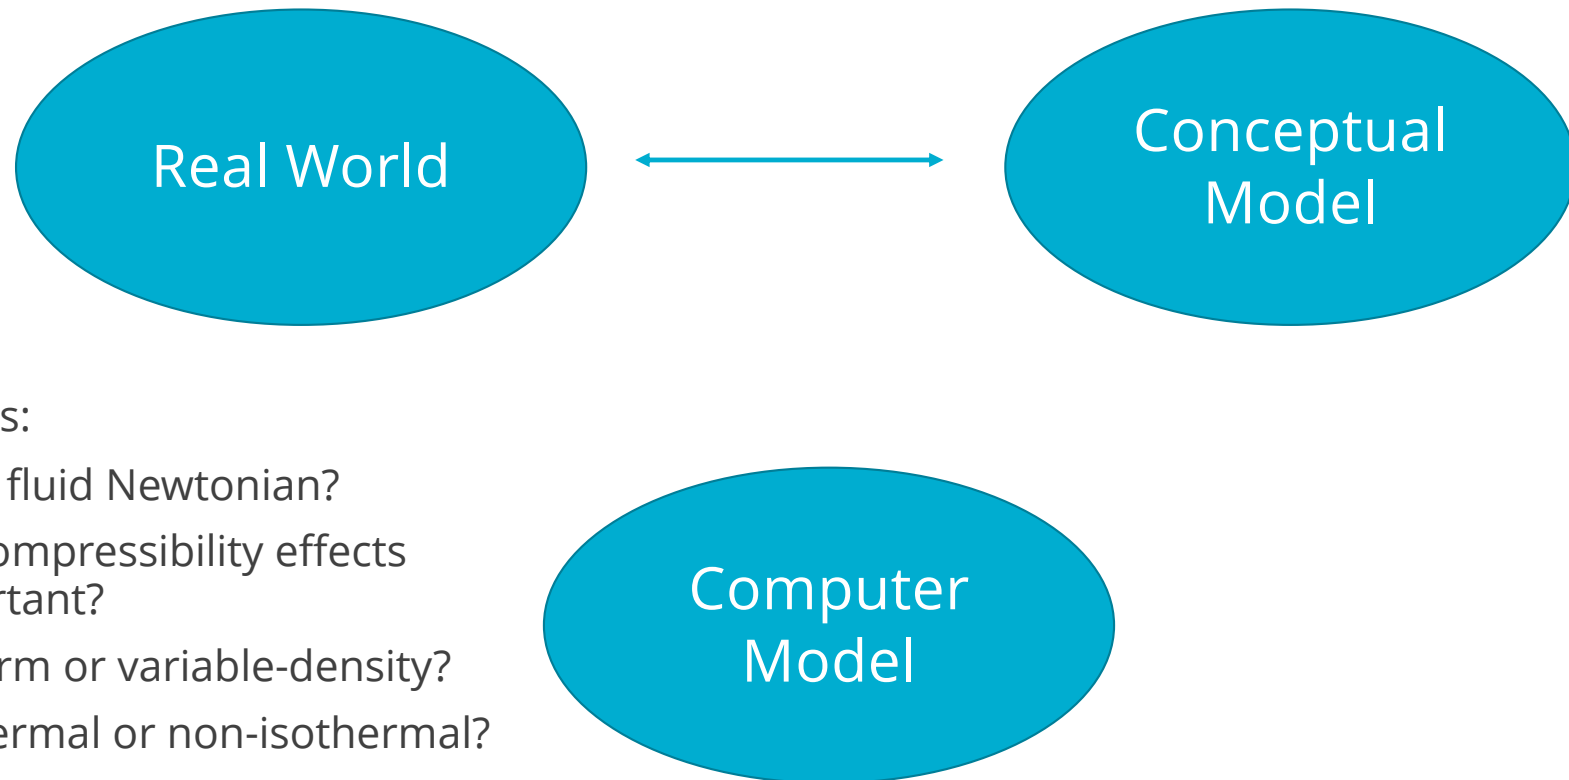 Real World
Conceptual
Model
s:
fluid Newtonian?
ompressibility effects
rtant?
rm or variable-density?
ermal or non-isothermal?
Computer
Model